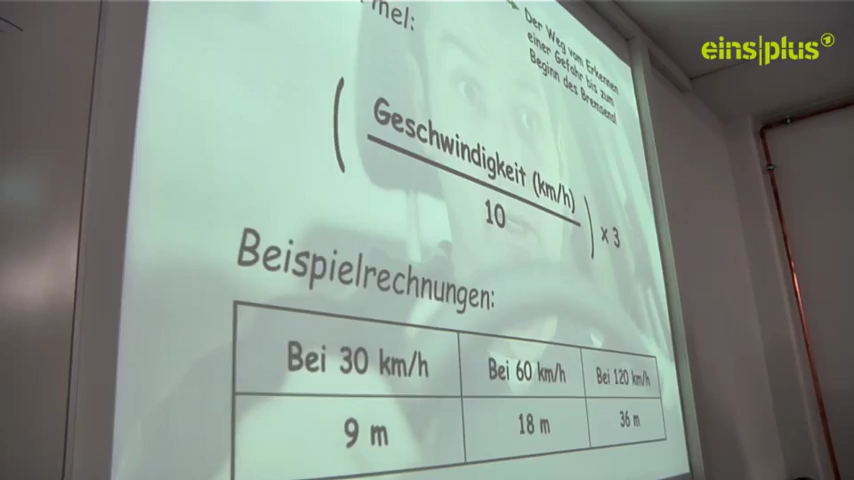 Der Weg vom Erkennen
einer Gefahr bis zum
Beginn des Bremsens!
eins|plus
( Geschwindigkeit (km/h)
10 ) x 3
Beispielrechnungen:
Bei 30 km/h Bei 60 km/h Bei 120 km/h
9 m 18 m 36 m